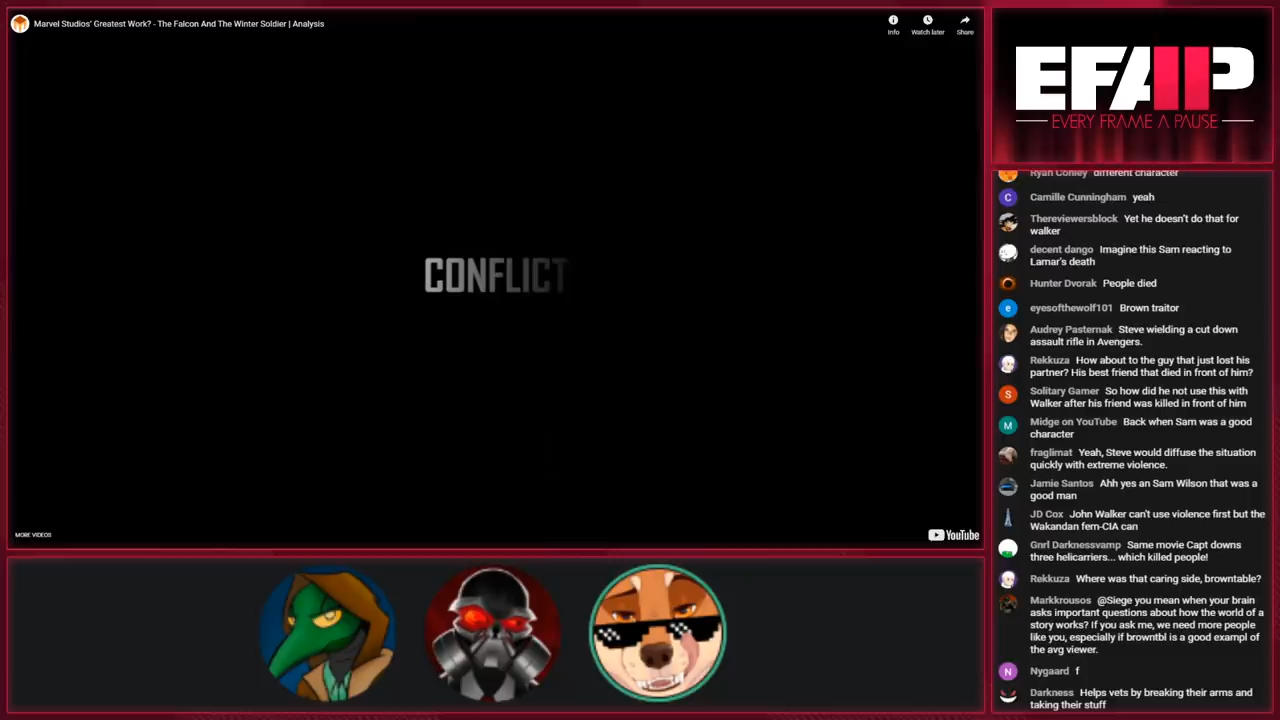 Marvel Studios' Greatest Work? - The Falcon And The Winter Soldier | Analysis
Info
Watch later
Share
CONFLICT
MORE VIDEOS
YouTube
EFAP
EVERY FRAME A PAUSE
Ryan Conley different character
C
Camille Cunningham yeah
Thereviewersblock Yet he doesn't do that for
walker
decent dango Imagine this Sam reacting to
Lamar's death
Hunter Dvorak People died
e
eyesofthewolf101 Brown traitor
Audrey Pasternak Steve wielding a cut down
assault rifle in Avengers.
Rekkuza How about to the guy that just lost his
partner? His best friend that died in front of him?
S
Solitary Gamer So how did he not use this with
Walker after his friend was killed in front of him
M
Midge on YouTube Back when Sam was a good
character
fraglimat Yeah, Steve would diffuse the situation
quickly with extreme violence.
Jamie Santos Ahh yes an Sam Wilson that was a
good man
JD Cox John Walker can't use violence first but the
Wakandan fem-CIA can
Gnrl Darknessvamp Same movie Capt downs
three helicarriers... which killed people!
Rekkuza Where was that caring side, browntable?
Markkrousos @Siege you mean when your brain
asks important questions about how the world of a
story works? If you ask me, we need more people
like you, especially if browntbl is a good exampl of
the avg viewer.
N
Nygaard f
Darkness Helps vets by breaking their arms and
taking their stuff